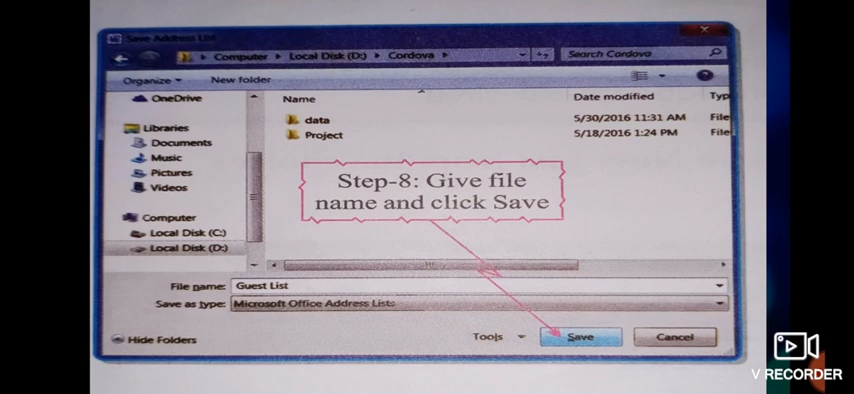 Save Address List
Computer Local Disk (D:) Cordova
Search Cordova
Organize New folder
OneDrive
Libraries
Documents
Music
Pictures
Videos
Computer
Local Disk (C:)
Local Disk (D:)
Name Date modified Typ
data 5/30/2016 11:31 AM File
Project 5/18/2016 1:24 PM File
Step-8: Give file
name and click Save
File name: Guest List
Save as type: Microsoft Office Address Lists
Hide Folders
Tools Save Cancel
V RECORDER